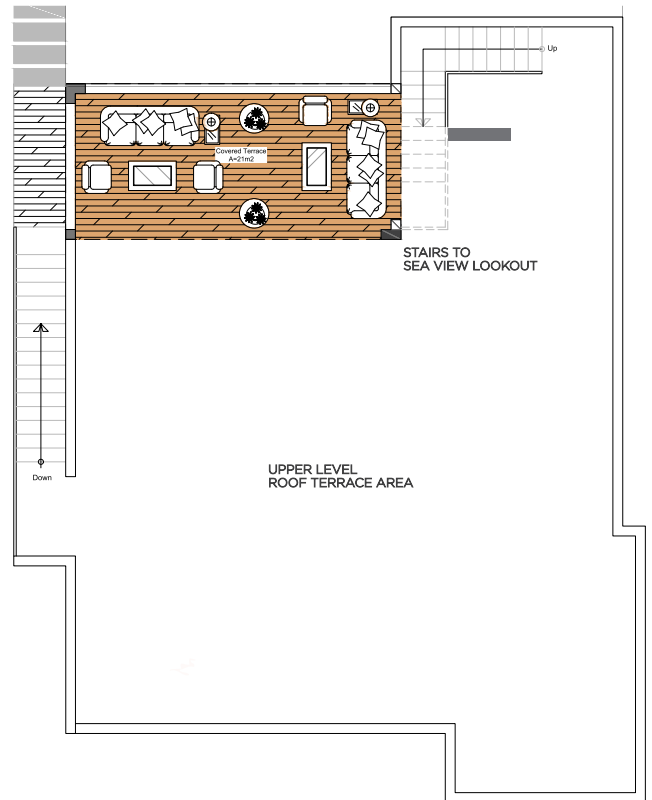 Up
Covered Terrace
A=21m2
STAIRS TO
SEA VIEW LOOKOUT
UPPER LEVEL
ROOF TERRACE AREA
Down